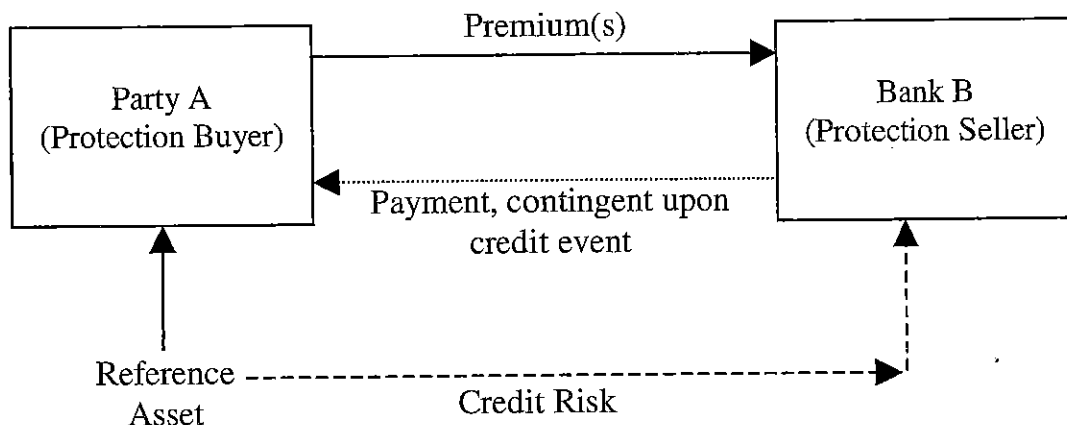 Premium(s)
Party A
(Protection Buyer)
Bank B
(Protection Seller)
Payment, contingent upon
credit event
Reference
Asset
Credit Risk